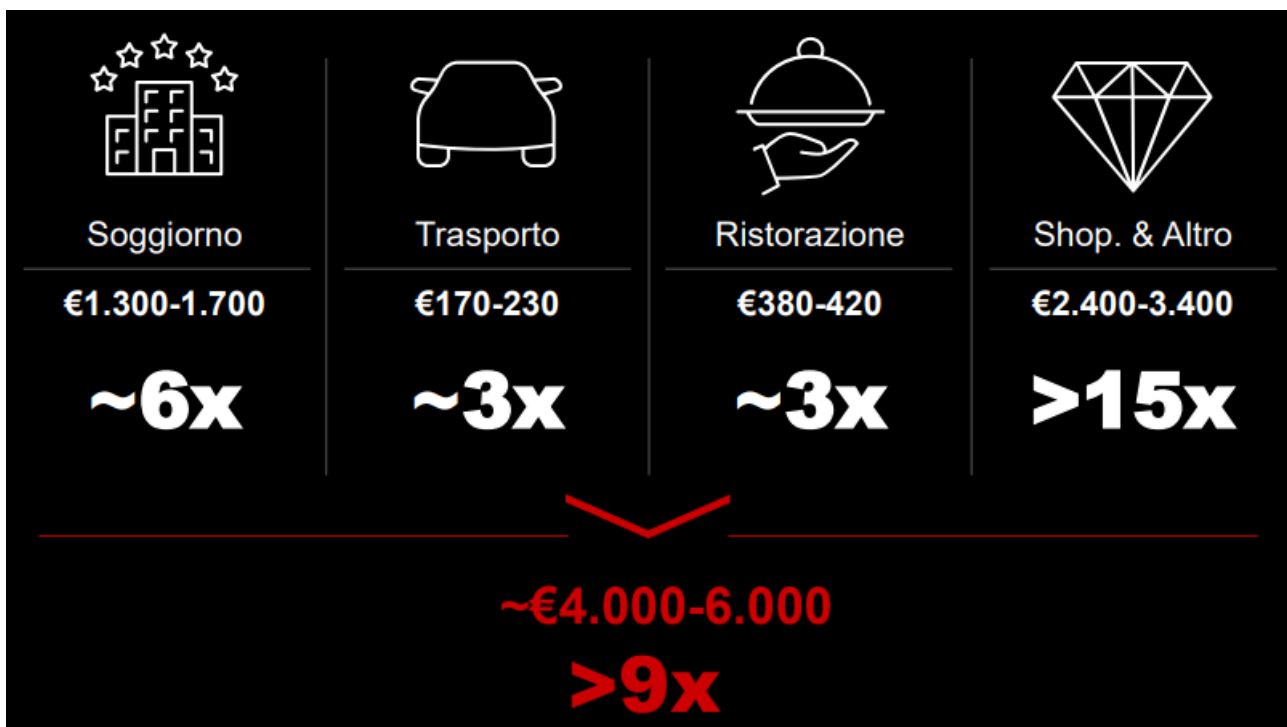 Soggiorno
Trasporto
Ristorazione
Shop. & Altro
€1.300-1.700
€170-230
€380-420
€2.400-3.400
~6x
~3x
~3x
>15x
~€4.000-6.000
>9x